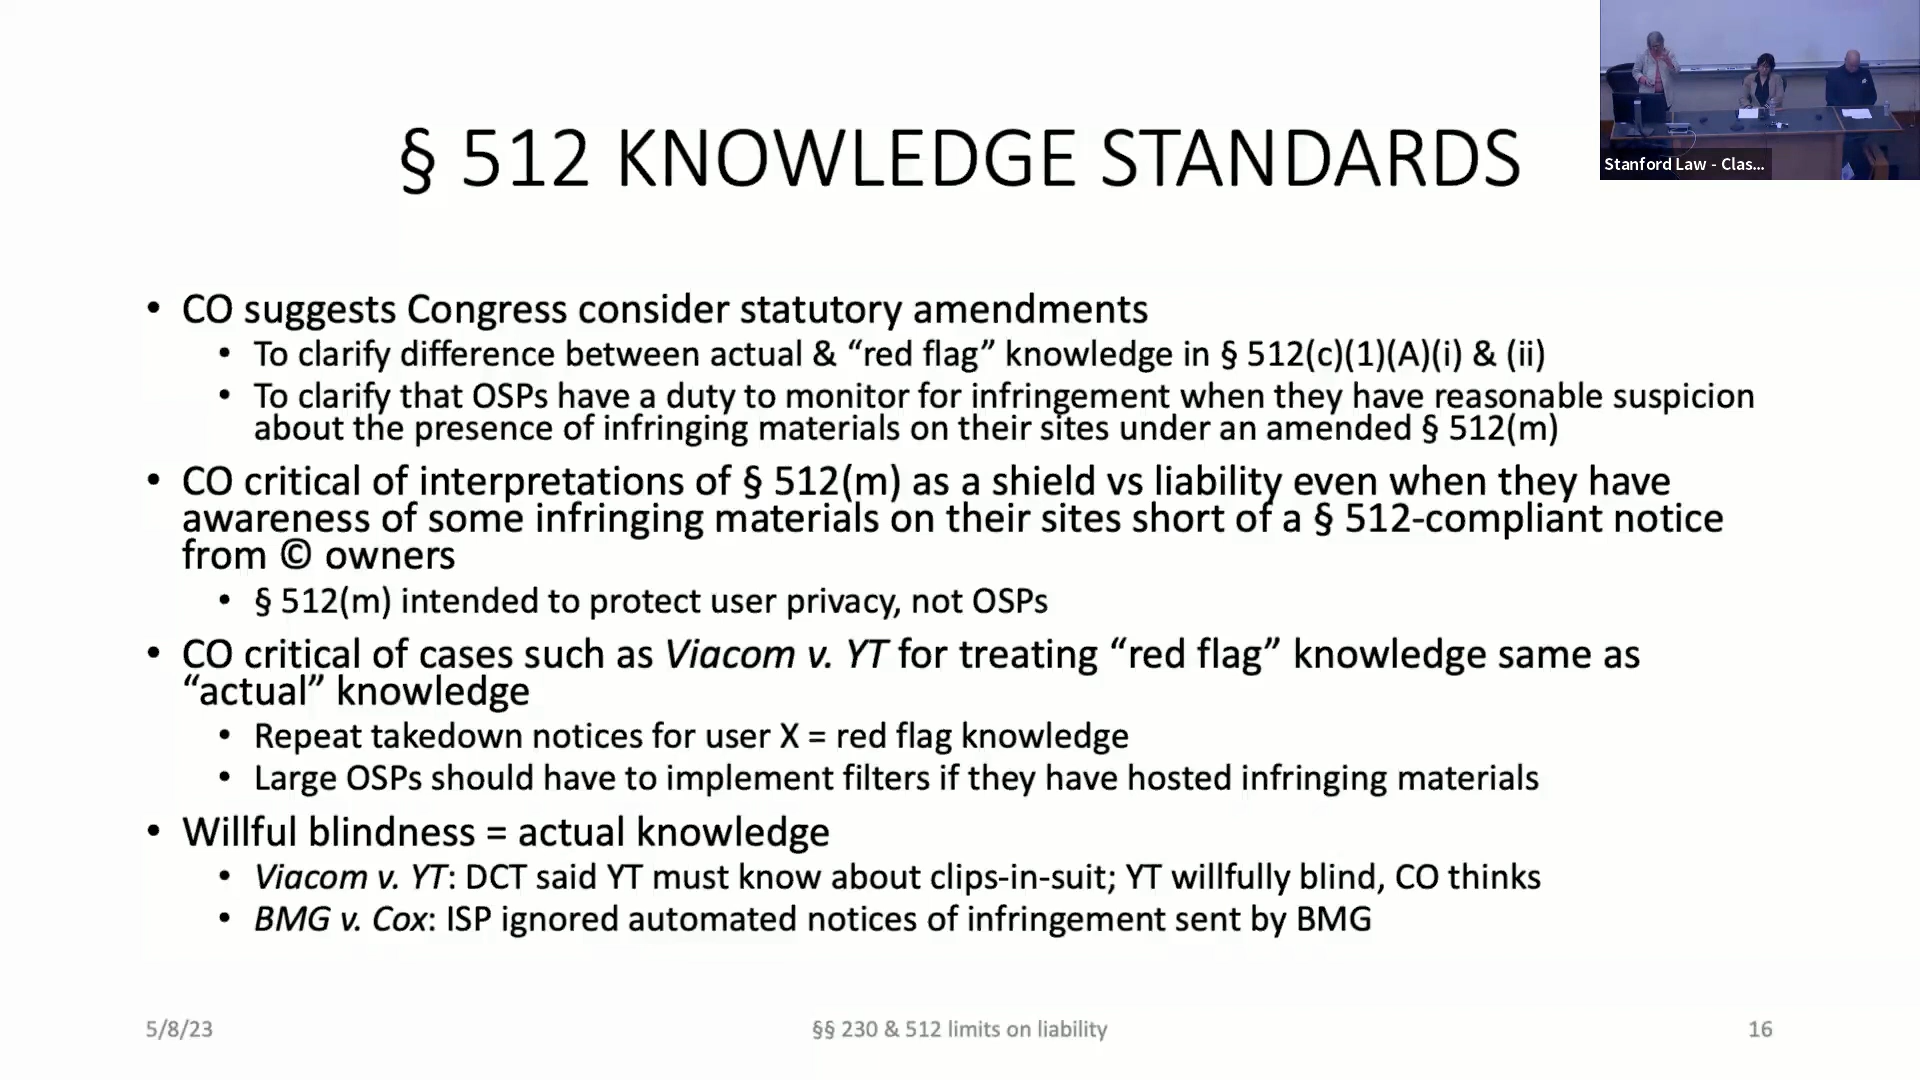 Stanford Law - Clas...
§ 512 KNOWLEDGE STANDARDS
• CO suggests Congress consider statutory amendments
• To clarify difference between actual & “red flag” knowledge in § 512(c)(1)(A)(i) & (ii)
• To clarify that OSPs have a duty to monitor for infringement when they have reasonable suspicion
about the presence of infringing materials on their sites under an amended § 512(m)
• CO critical of interpretations of § 512(m) as a shield vs liability even when they have
awareness of some infringing materials on their sites short of a § 512-compliant notice
from © owners
• § 512(m) intended to protect user privacy, not OSPs
• CO critical of cases such as Viacom v. YT for treating “red flag” knowledge same as
“actual” knowledge
• Repeat takedown notices for user X = red flag knowledge
• Large OSPs should have to implement filters if they have hosted infringing materials
• Willful blindness = actual knowledge
• Viacom v. YT: DCT said YT must know about clips-in-suit; YT willfully blind, CO thinks
• BMG v. Cox: ISP ignored automated notices of infringement sent by BMG
5/8/23
§§ 230 & 512 limits on liability
16